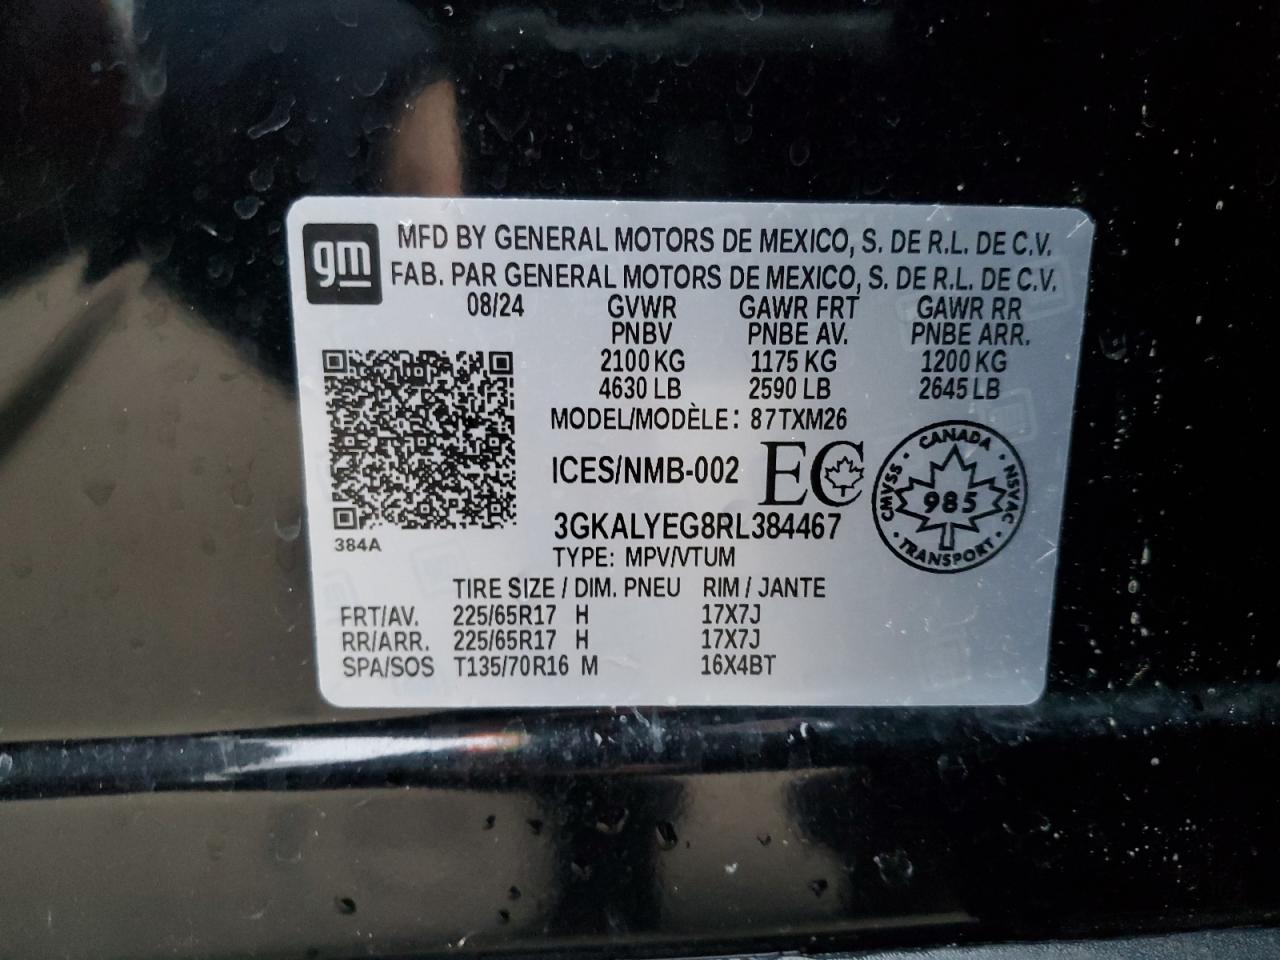 gm
MFD BY GENERAL MOTORS DE MEXICO, S. DE R.L. DE C.V.
FAB. PAR GENERAL MOTORS DE MEXICO, S. DE R.L. DE C.V.
08/24 GVWR GAWR FRT GAWR RR
PNBV PNBE AV. PNBE ARR.
2100 KG 1175 KG 1200 KG
4630 LB 2590 LB 2645 LB
MODEL/MODÈLE: 87TXM26
ICES/NMB-002 EC
CANADA
CMVSS 985 NSVAC
TRANSPORT
3GKALYEG8RL384467
384A
TYPE: MPV/VTUM
TIRE SIZE / DIM. PNEU RIM / JANTE
FRT/AV. 225/65R17 H 17X7J
RR/ARR. 225/65R17 H 17X7J
SPA/SOS T135/70R16 M 16X4BT